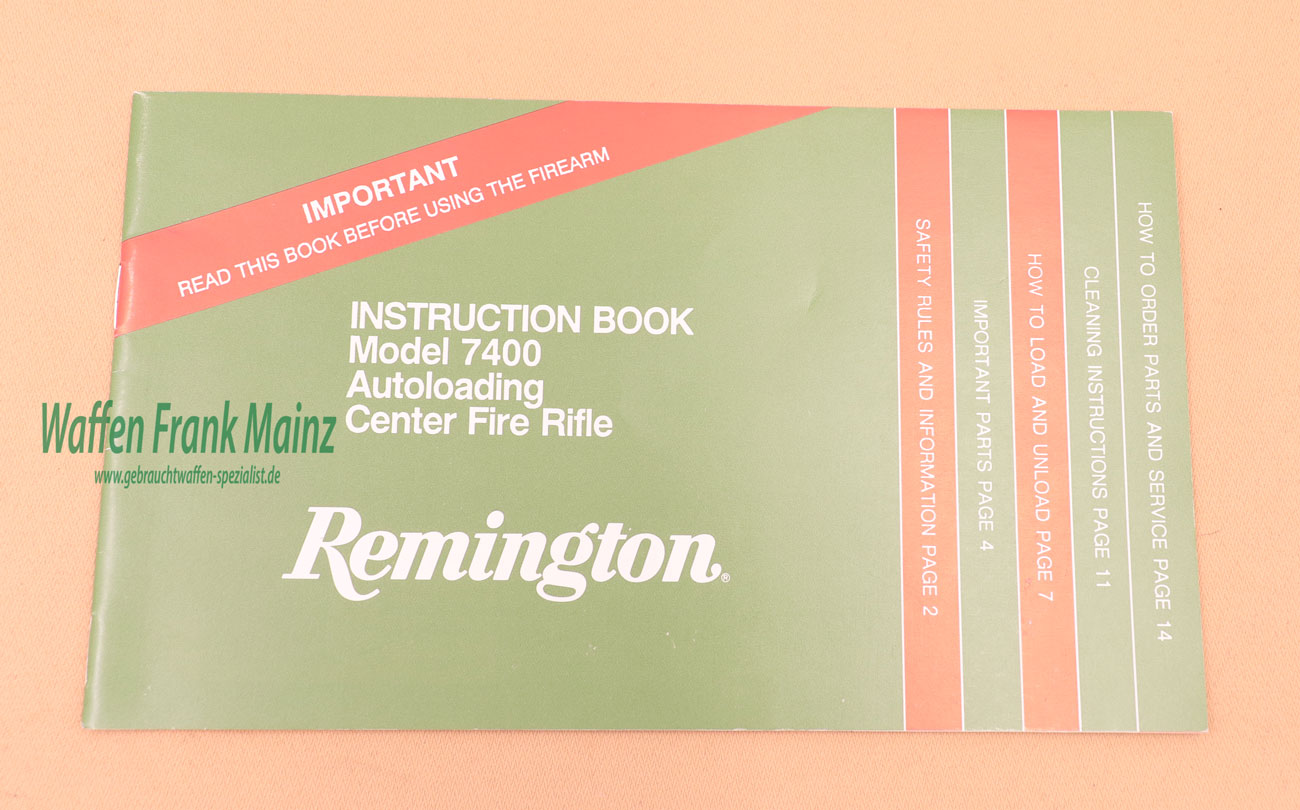 IMPORTANT
READ THIS BOOK BEFORE USING THE FIREARM
INSTRUCTION BOOK
Model 7400
Autoloading
Center Fire Rifle
Remington®
SAFETY RULES AND INFORMATION PAGE 2
IMPORTANT PARTS PAGE 4
HOW TO LOAD AND UNLOAD PAGE 7
CLEANING INSTRUCTIONS PAGE 11
HOW TO ORDER PARTS AND SERVICE PAGE 14
Waffen Frank Mainz
www.gebrauchtwaffen-spezialist.de